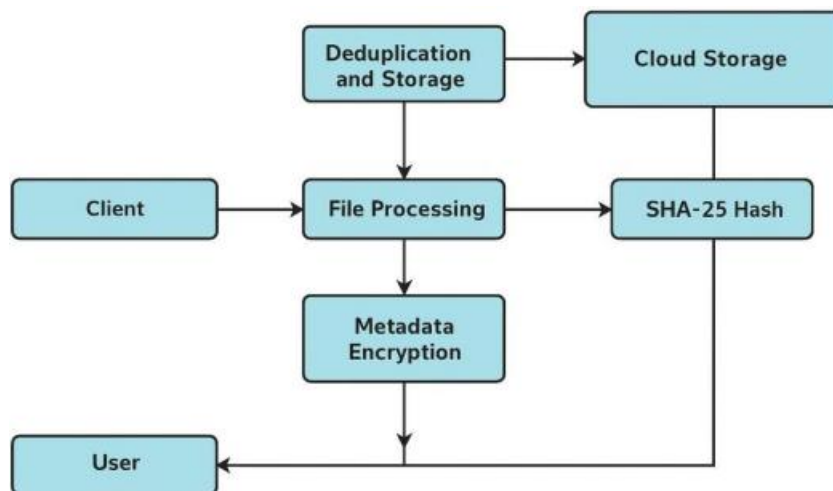 Deduplication
and Storage
Cloud Storage
Client
File Processing
SHA-25 Hash
Metadata
Encryption
User